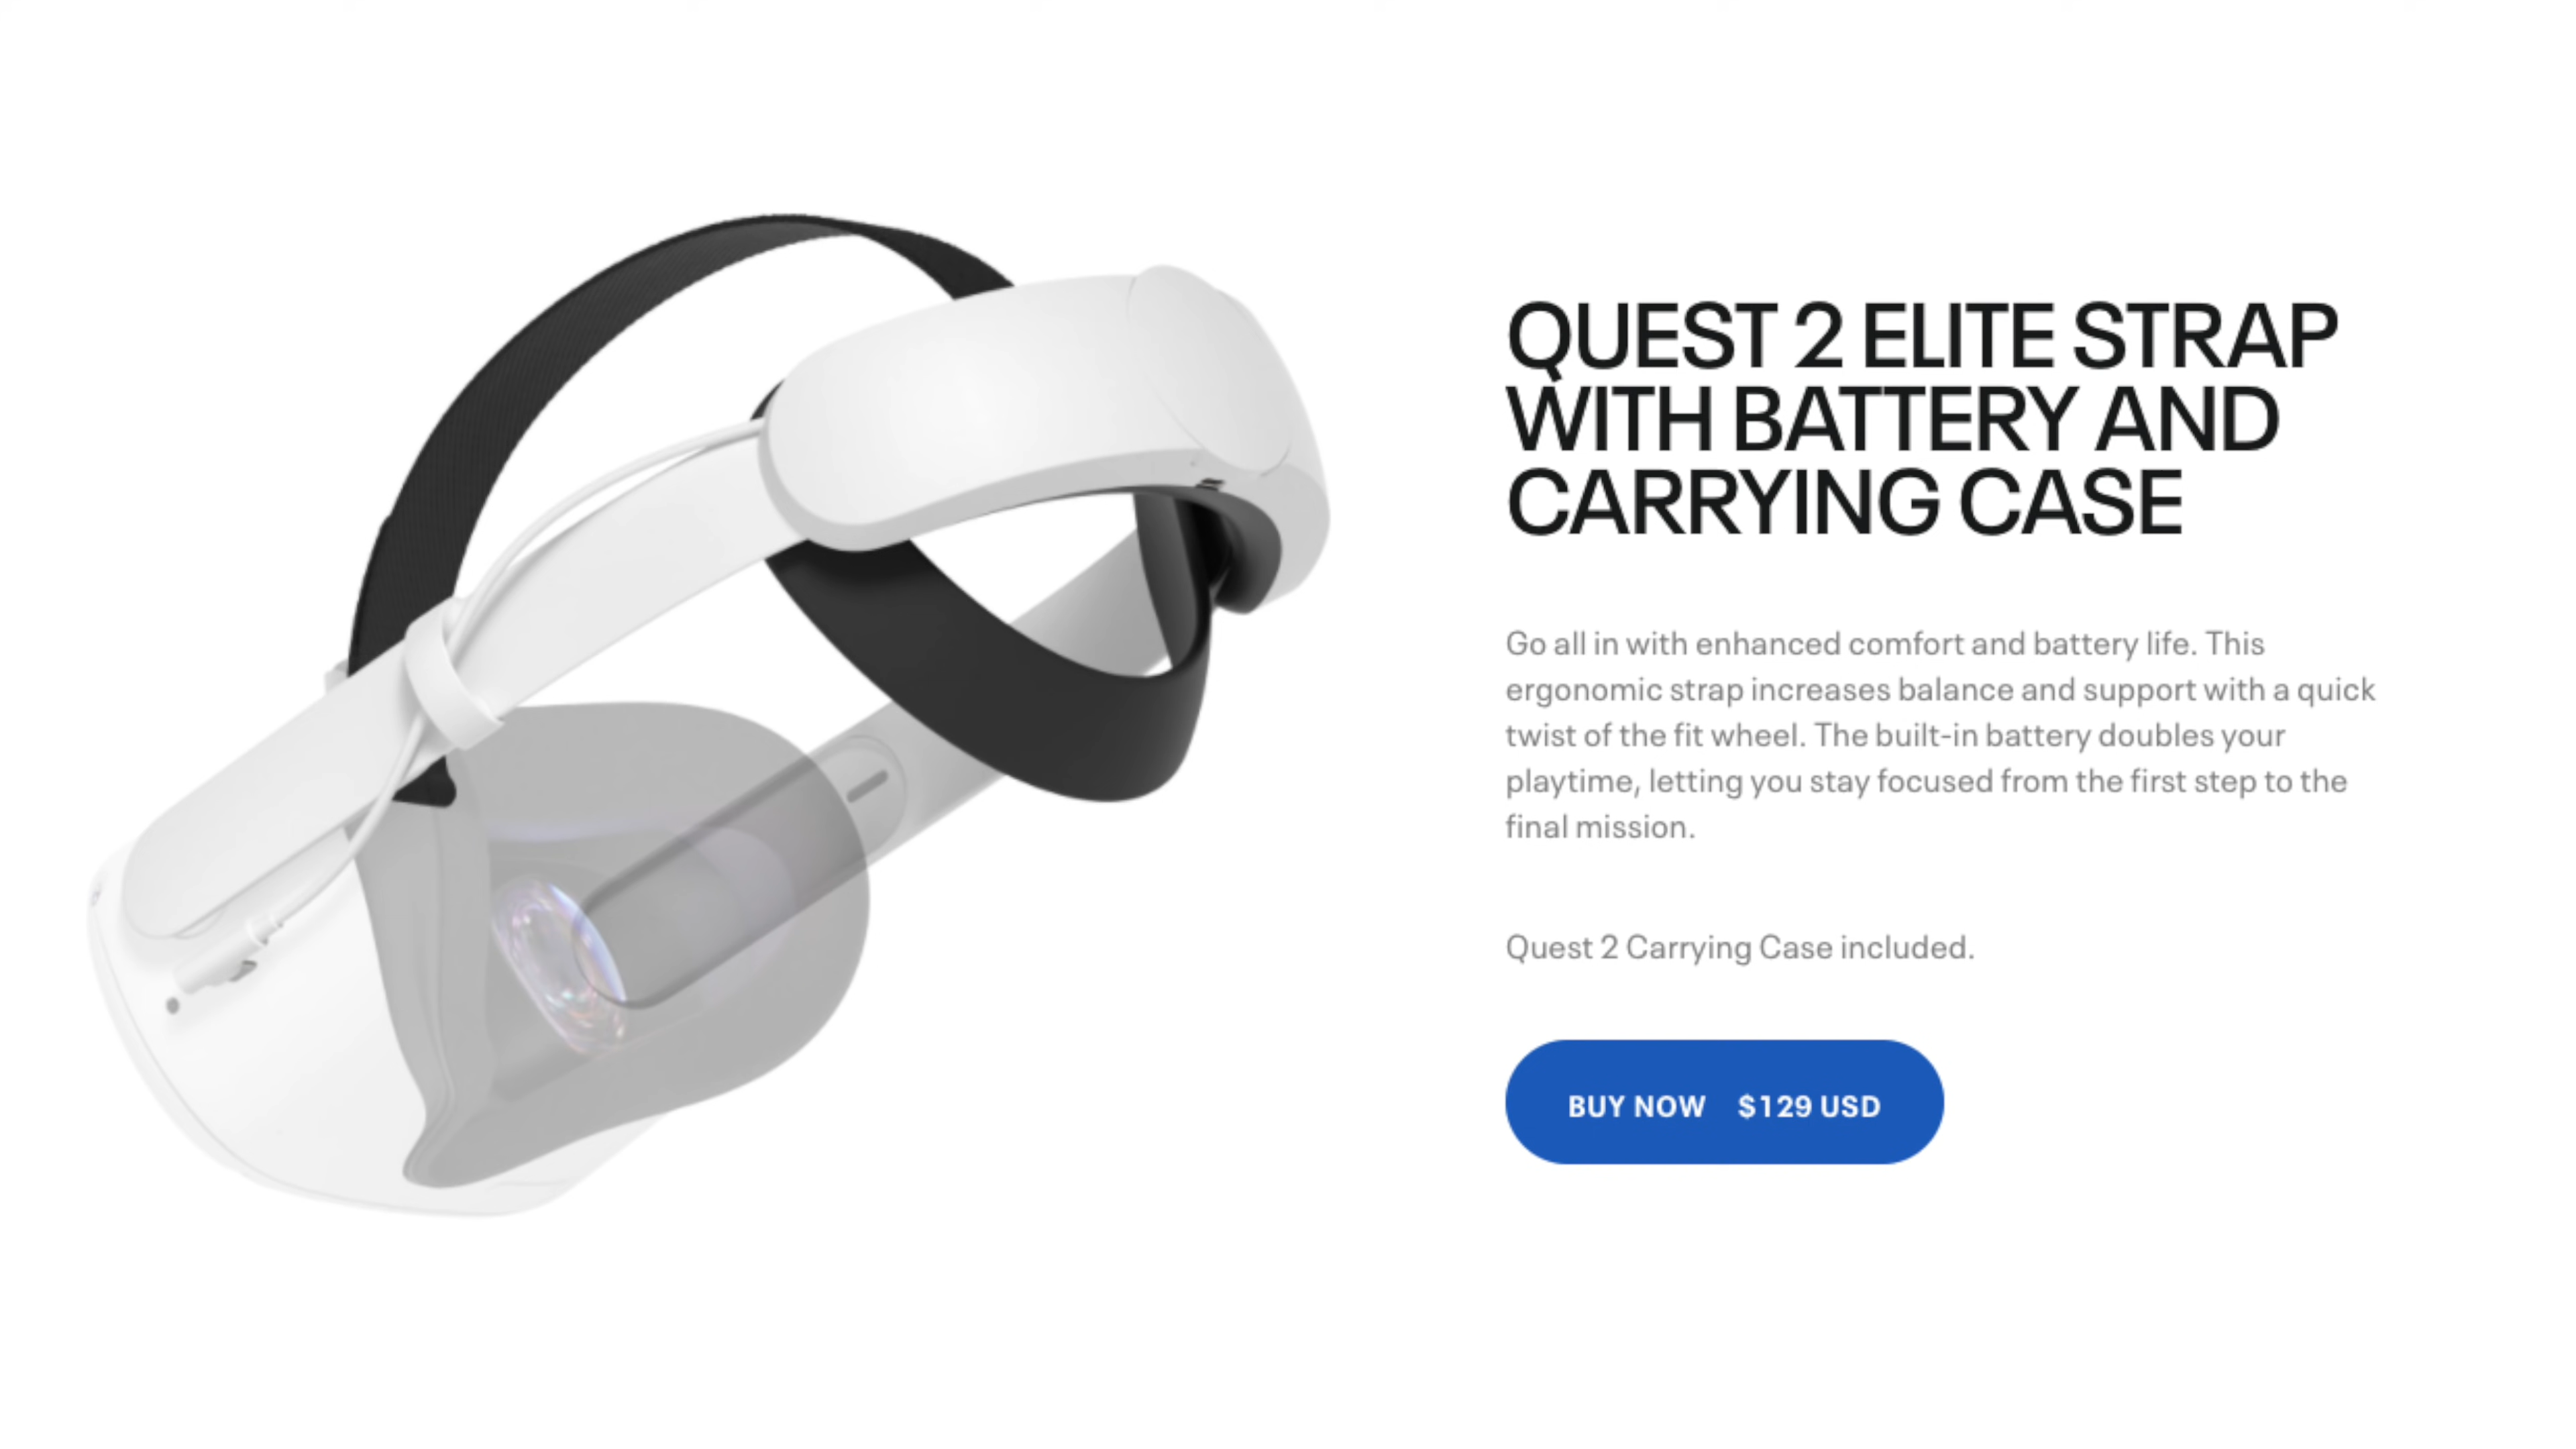 QUEST 2 ELITE STRAP
WITH BATTERY AND
CARRYING CASE
Go all in with enhanced comfort and battery life. This
ergonomic strap increases balance and support with a quick
twist of the fit wheel. The built-in battery doubles your
playtime, letting you stay focused from the first step to the
final mission.
Quest 2 Carrying Case included.
BUY NOW $129 USD